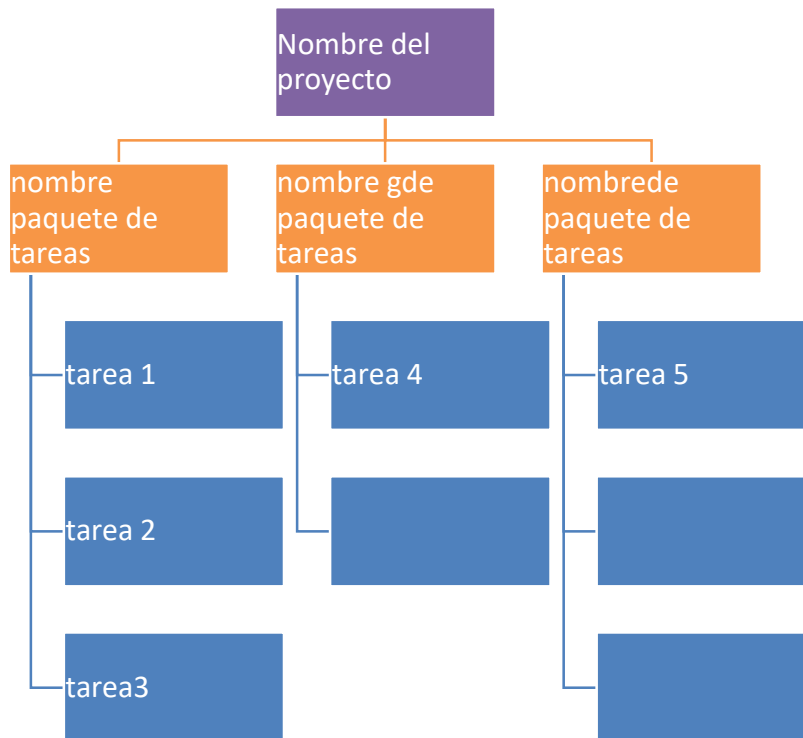 Nombre del
proyecto
nombre
paquete de
tareas
nombre gde
paquete de
tareas
nombrede
paquete de
tareas
tarea 1
tarea 4
tarea 5
tarea 2
tarea3